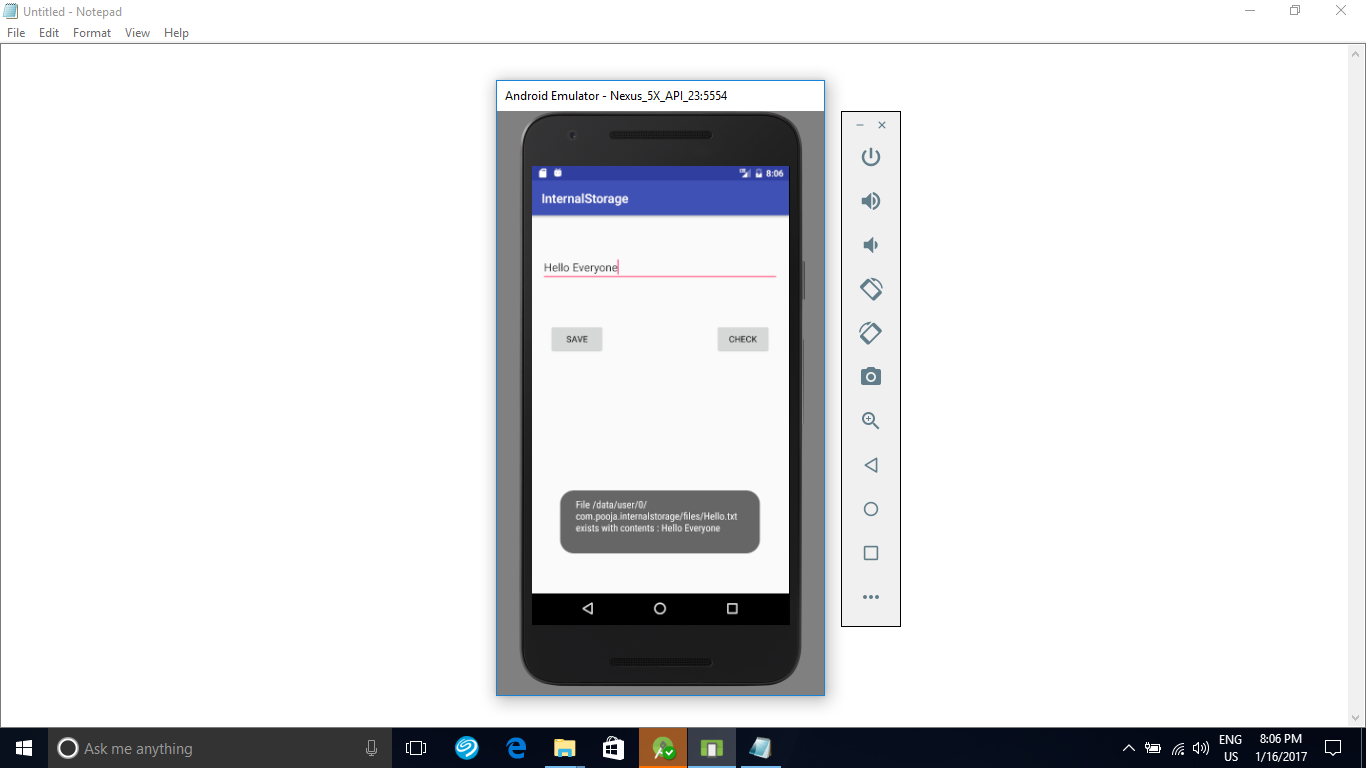 Untitled - Notepad
File Edit Format View Help
Android Emulator - Nexus_5X_API_23:5554
8:06
InternalStorage
Hello Everyone
SAVE CHECK
File /data/user/0/
com.pooja.internalstorage/files/Hello.txt
exists with contents : Hello Everyone
Ask me anything
ENG 8:06 PM
US 1/16/2017